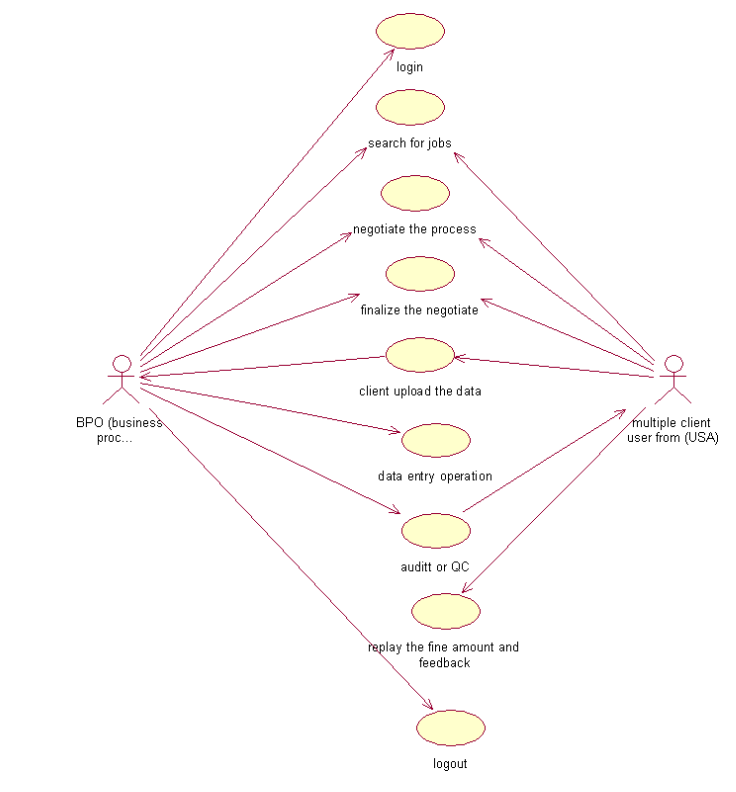 login
search for jobs
negotiate the process
finalize the negotiate
client upload the data
BPO (business
proc...
multiple client
user from (USA)
data entry operation
auditt or QC
replay the fine amount and
feedback
logout